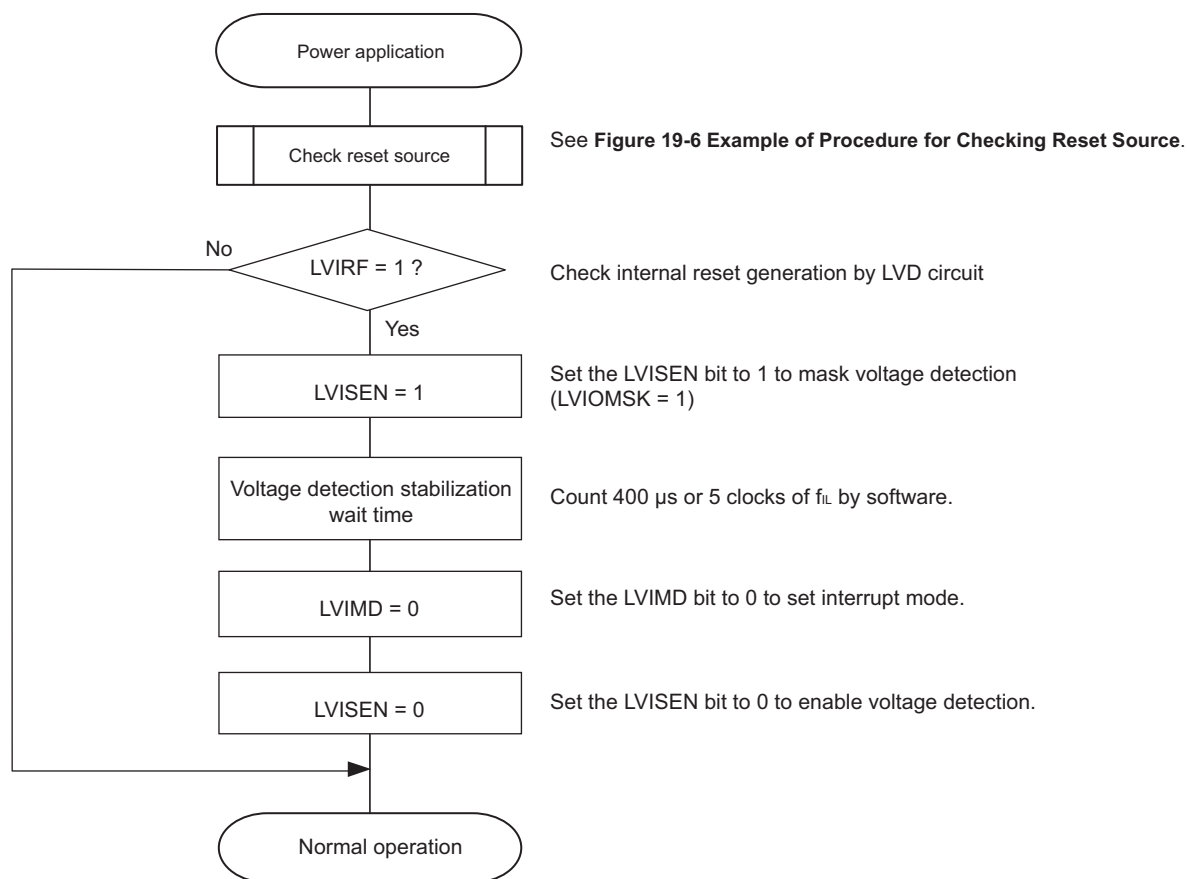 Power application
Check reset source
See Figure 19-6 Example of Procedure for Checking Reset Source.
No
LVIRF = 1 ?
Check internal reset generation by LVD circuit
Yes
LVISEN = 1
Set the LVISEN bit to 1 to mask voltage detection
(LVIOMSK = 1)
Voltage detection stabilization
wait time
Count 400 µs or 5 clocks of fIL by software.
LVIMD = 0
Set the LVIMD bit to 0 to set interrupt mode.
LVISEN = 0
Set the LVISEN bit to 0 to enable voltage detection.
Normal operation